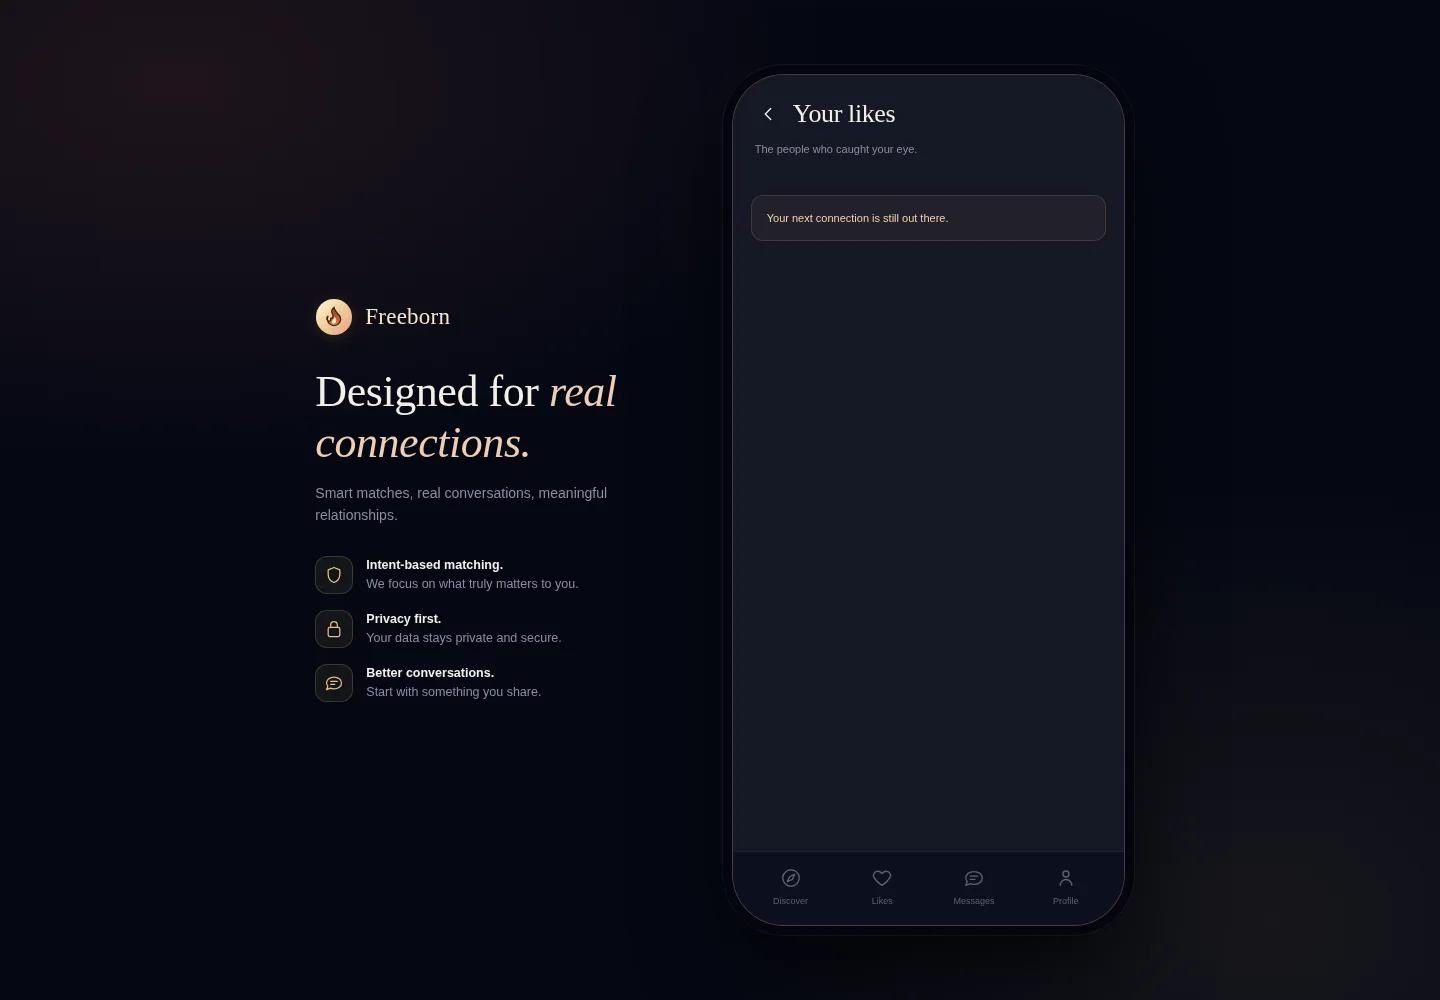 Freeborn
Designed for real
connections.
Smart matches, real conversations, meaningful
relationships.
Intent-based matching.
We focus on what truly matters to you.
Privacy first.
Your data stays private and secure.
Better conversations.
Start with something you share.
Your likes
The people who caught your eye.
Your next connection is still out there.
Discover
Likes
Messages
Profile